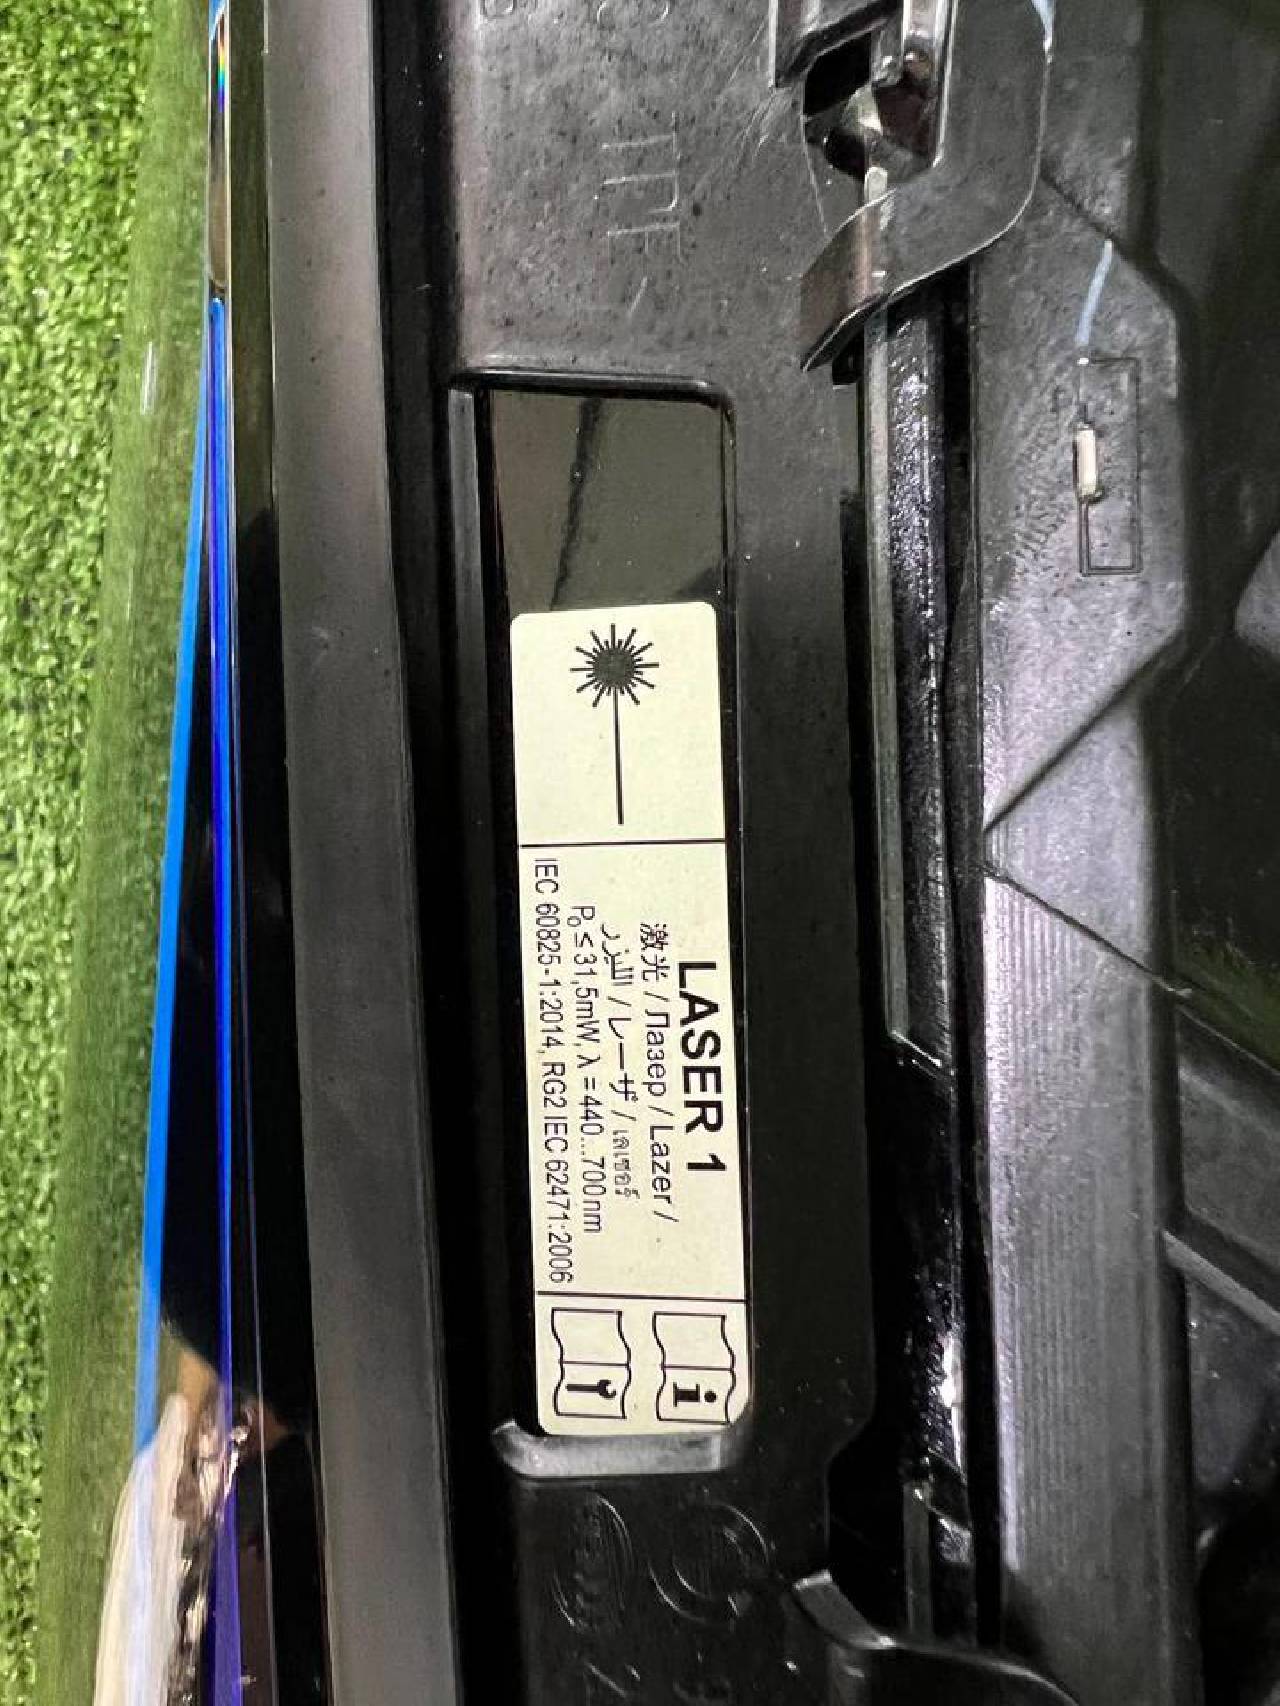 LASER 1
激光 / Лазер / Lazer /
الليزر / レーザ / เลเซอร์
P₀ ≤ 31,5mW, λ = 440...700nm
IEC 60825-1:2014, RG2 IEC 62471:2006
i